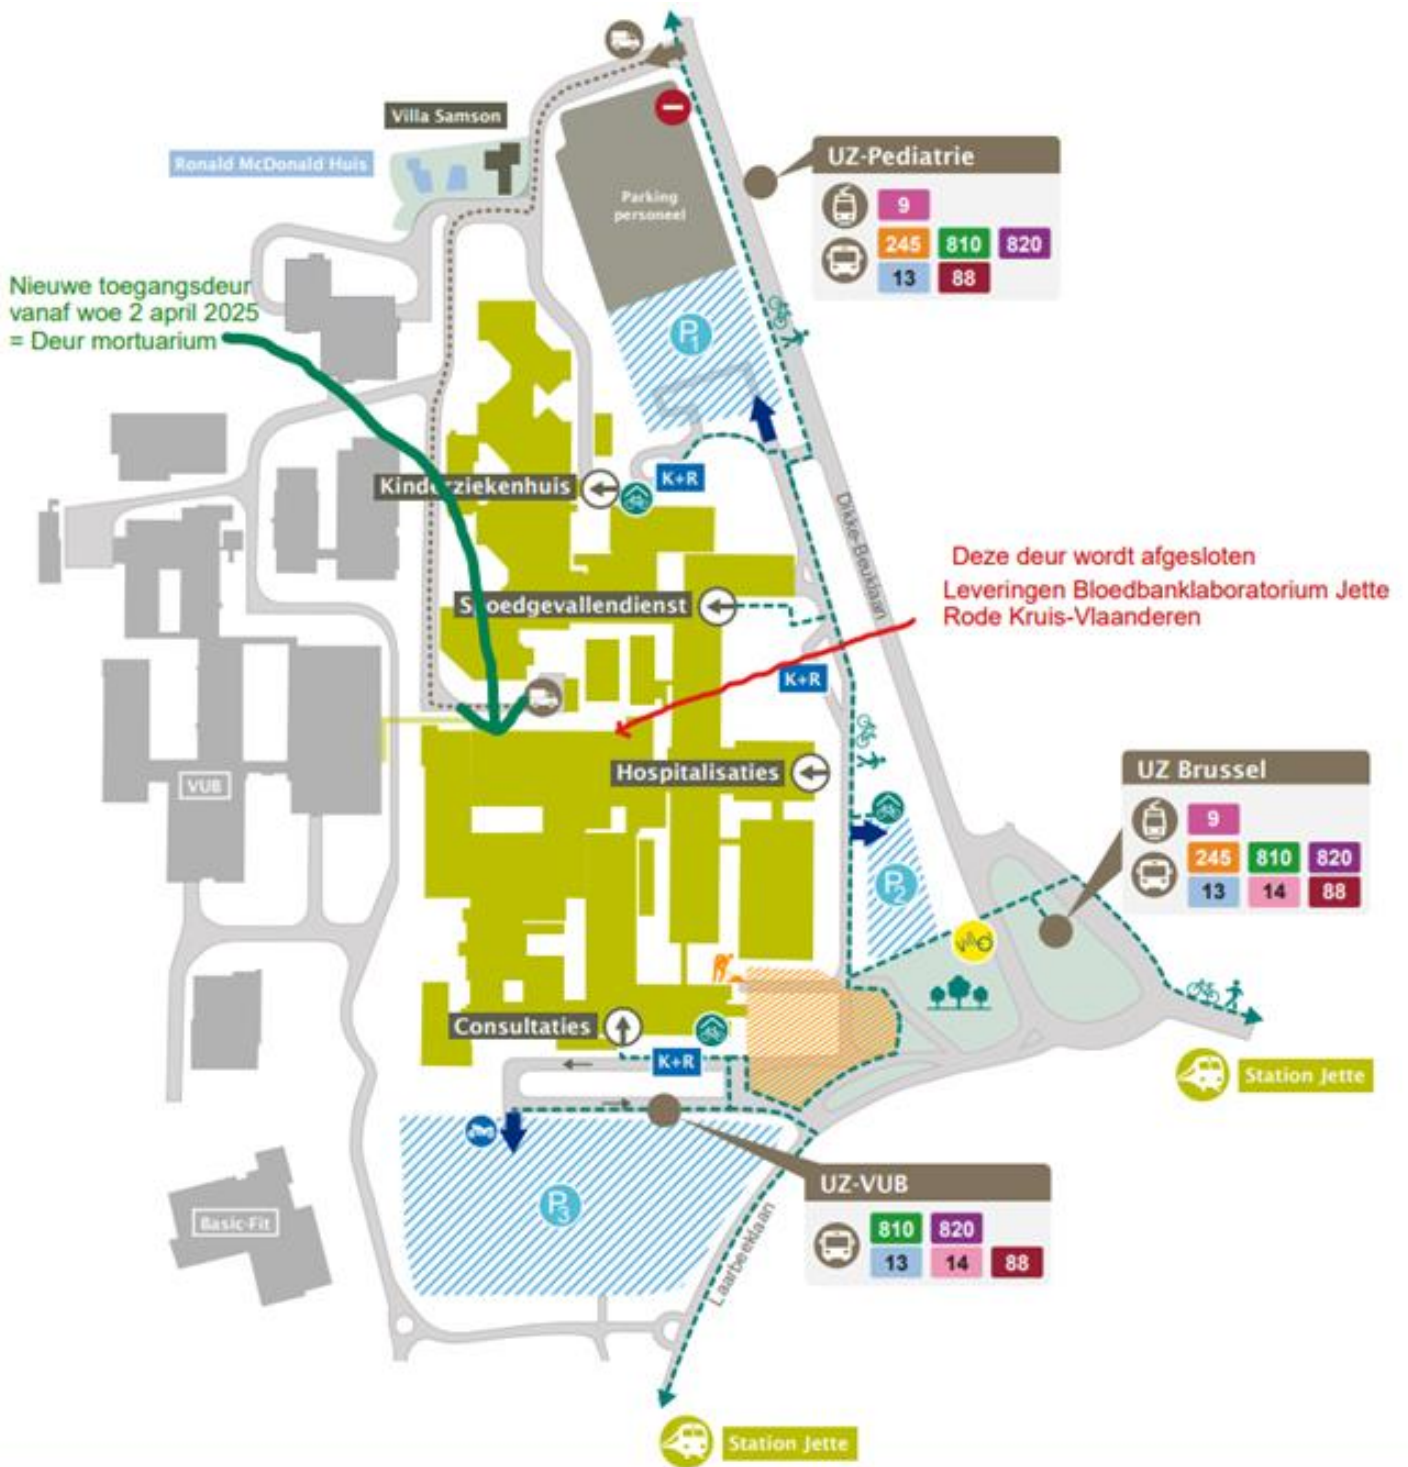 Villa Samson
Ronald McDonald Huis
Parking
personeel
UZ-Pediatrie
9
245 810 820
13 88
Nieuwe toegangsdeur
vanaf woe 2 april 2025
= Deur mortuarium
P1
Kinderziekenhuis
K+R
Dikke-Beuklaan
Deze deur wordt afgesloten
Leveringen Bloedbanklaboratorium Jette
Rode Kruis-Vlaanderen
Spoedgevallendienst
K+R
VUB
Hospitalisaties
UZ Brussel
9
245 810 820
13 14 88
P2
Consultaties
K+R
Station Jette
P3
UZ-VUB
810 820
13 14 88
Basic-Fit
Laarbeeklaan
Station Jette